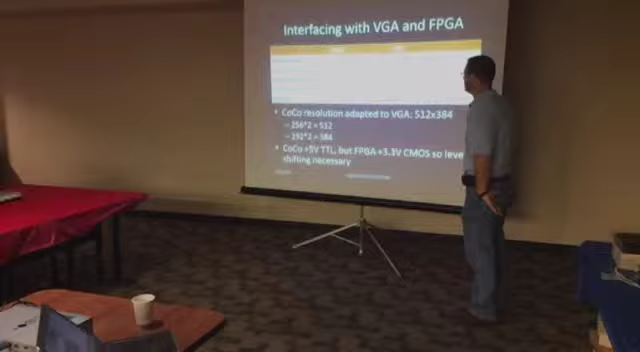 Interfacing with VGA and FPGA
• CoCo resolution adapted to VGA: 512x384
– 256*2 = 512
– 192*2 = 384
• CoCo +5V TTL, but FPGA +3.3V CMOS so leve
shifting necessary